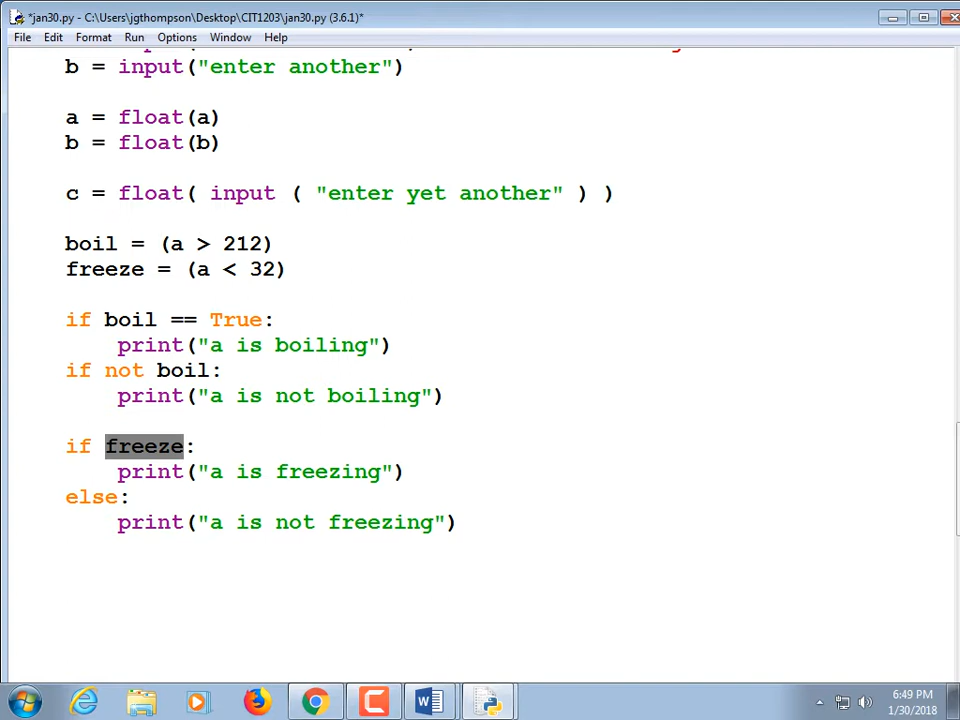 *jan30.py - C:\Users\jgthompson\Desktop\CIT1203\jan30.py (3.6.1)*
File Edit Format Run Options Window Help
b = input("enter another")
a = float(a)
b = float(b)
c = float( input ( "enter yet another" ) )
boil = (a > 212)
freeze = (a < 32)
if boil == True:
    print("a is boiling")
if not boil:
    print("a is not boiling")
if freeze:
    print("a is freezing")
else:
    print("a is not freezing")
6:49 PM
1/30/2018